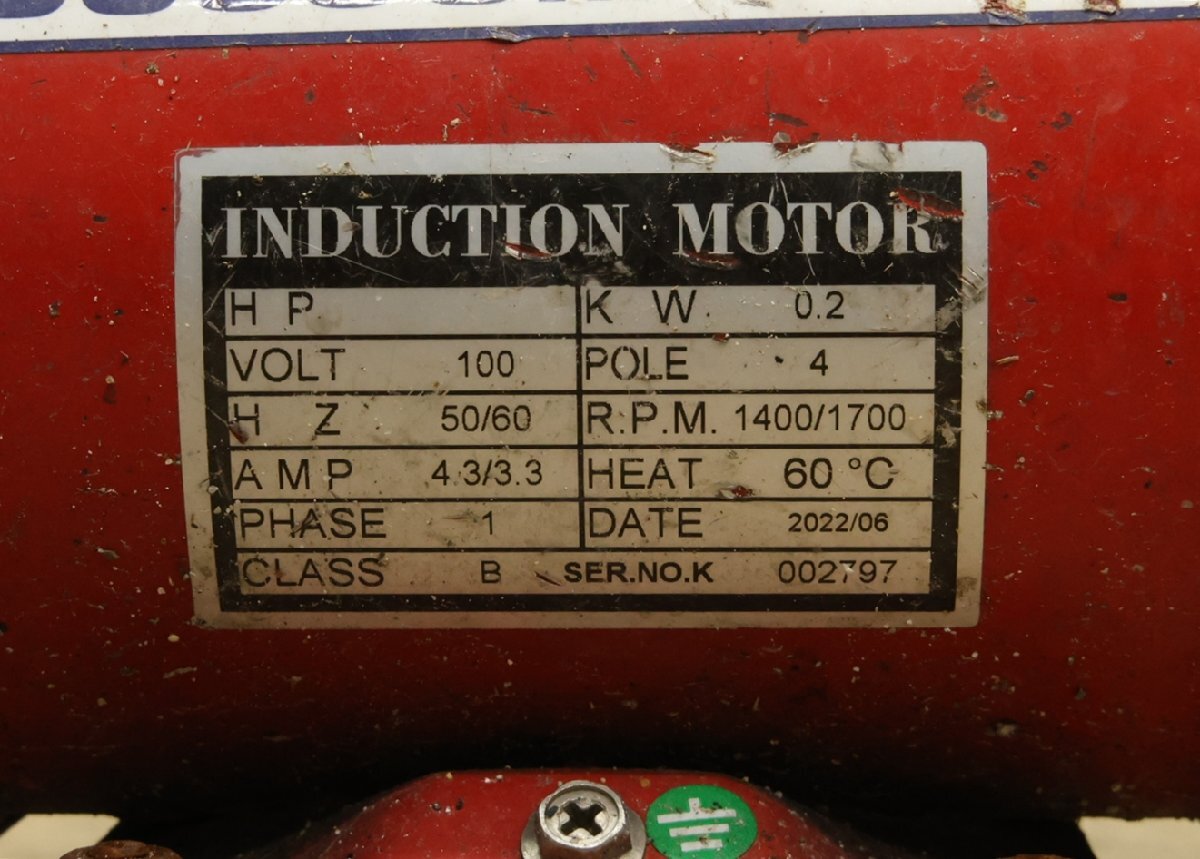 INDUCTION MOTOR
H P K W 0.2
VOLT 100 POLE 4
H Z 50/60 R.P.M. 1400/1700
AMP 4.3/3.3 HEAT 60 °C
PHASE 1 DATE 2022/06
CLASS B SER.NO.K 002797